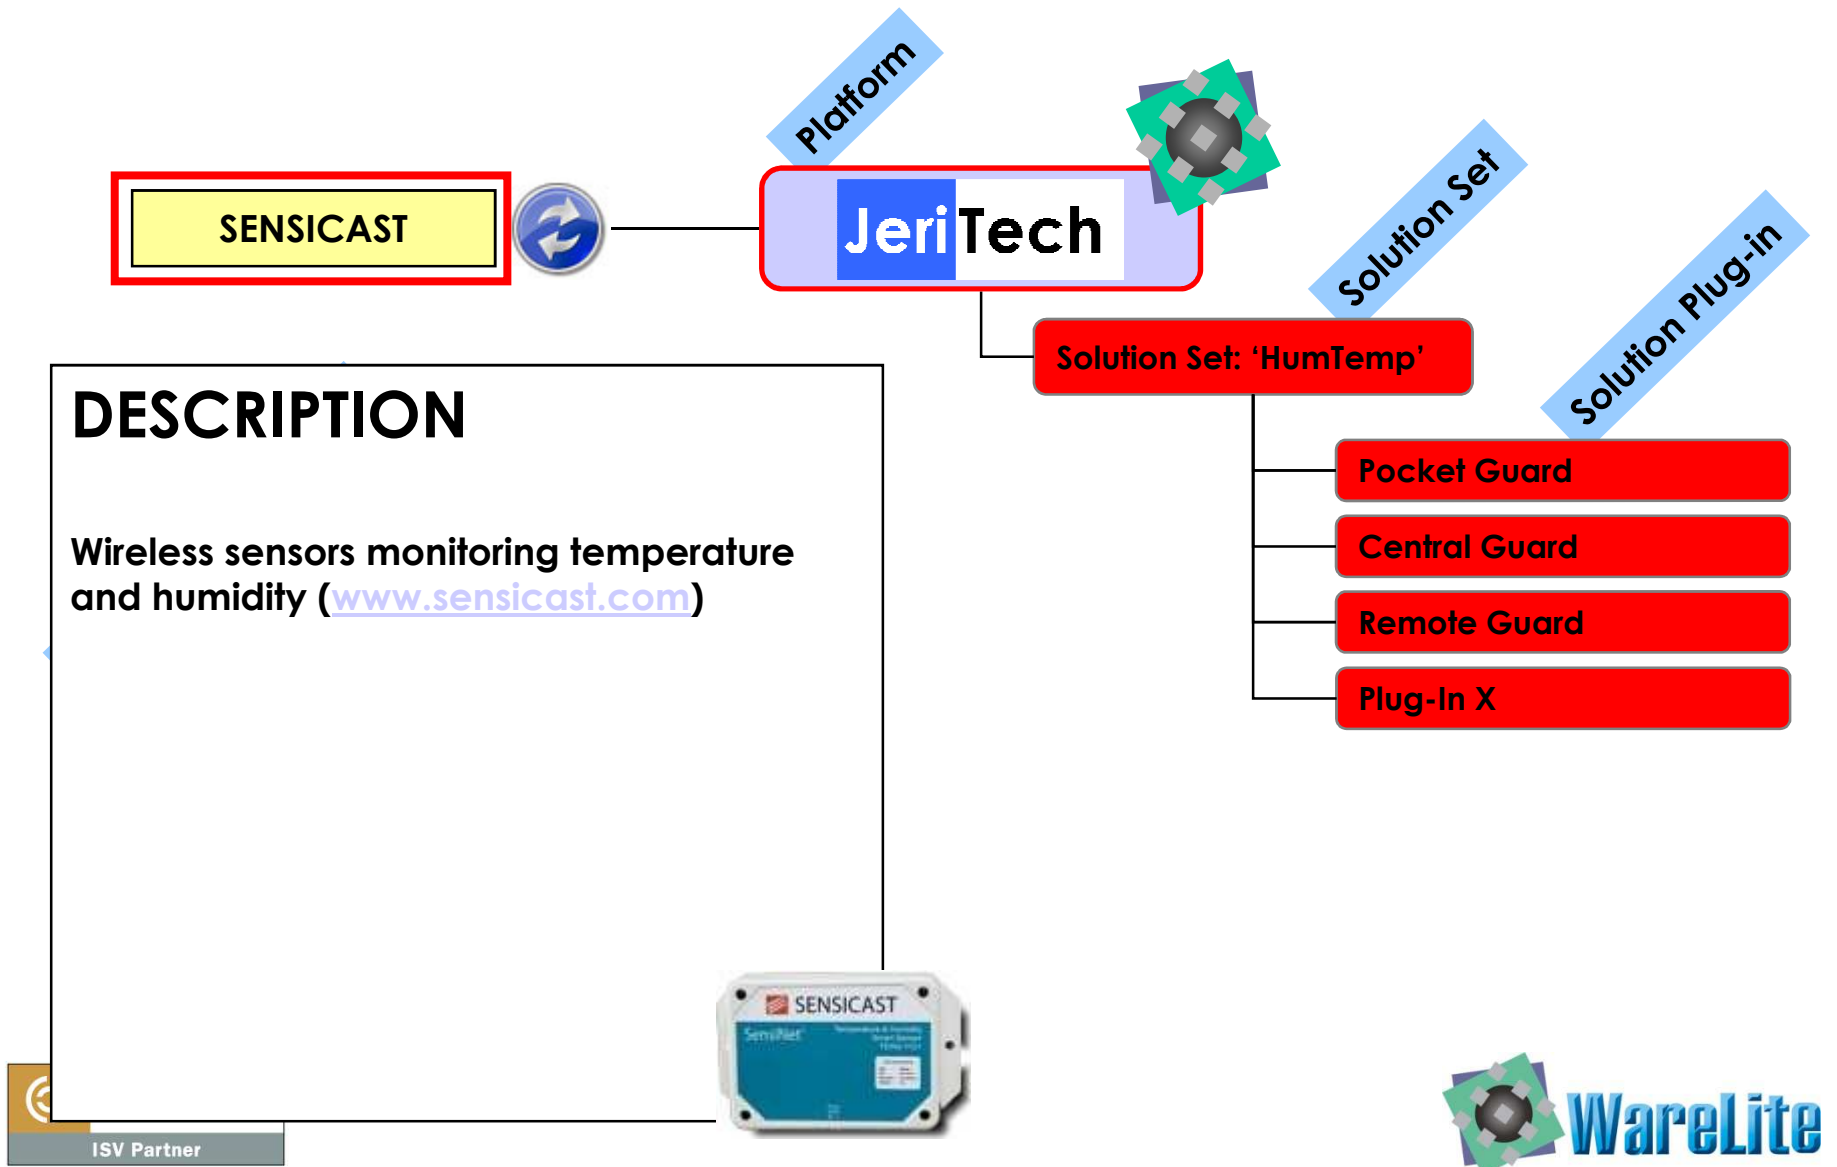 Platform
SENSICAST
JeriTech
Solution Set
Solution Plug-in
Solution Set: ‘HumTemp’
DESCRIPTION
Wireless sensors monitoring temperature
and humidity (www.sensicast.com)
Pocket Guard
Central Guard
Remote Guard
Plug-In X
SENSICAST
SensiNet
ISV Partner
WareLite